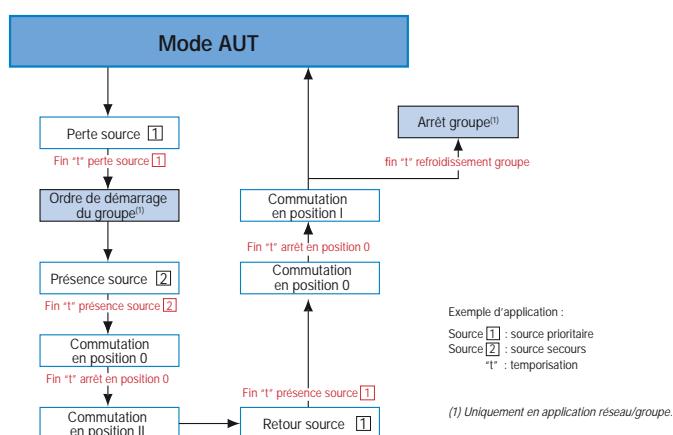 Mode AUT
Perte source 1
Fin "t" perte source 1
Ordre de démarrage
du groupe(1)
Présence source 2
Fin "t" présence source 2
Commutation
en position 0
Fin "t" arrêt en position 0
Commutation
en position II
Retour source 1
Fin "t" présence source 1
Commutation
en position 0
Fin "t" arrêt en position 0
Commutation
en position I
fin "t" refroidissement groupe
Arrêt groupe(1)
Exemple d'application :
Source 1 : source prioritaire
Source 2 : source secours
"t" : temporisation
(1) Uniquement en application réseau/groupe.